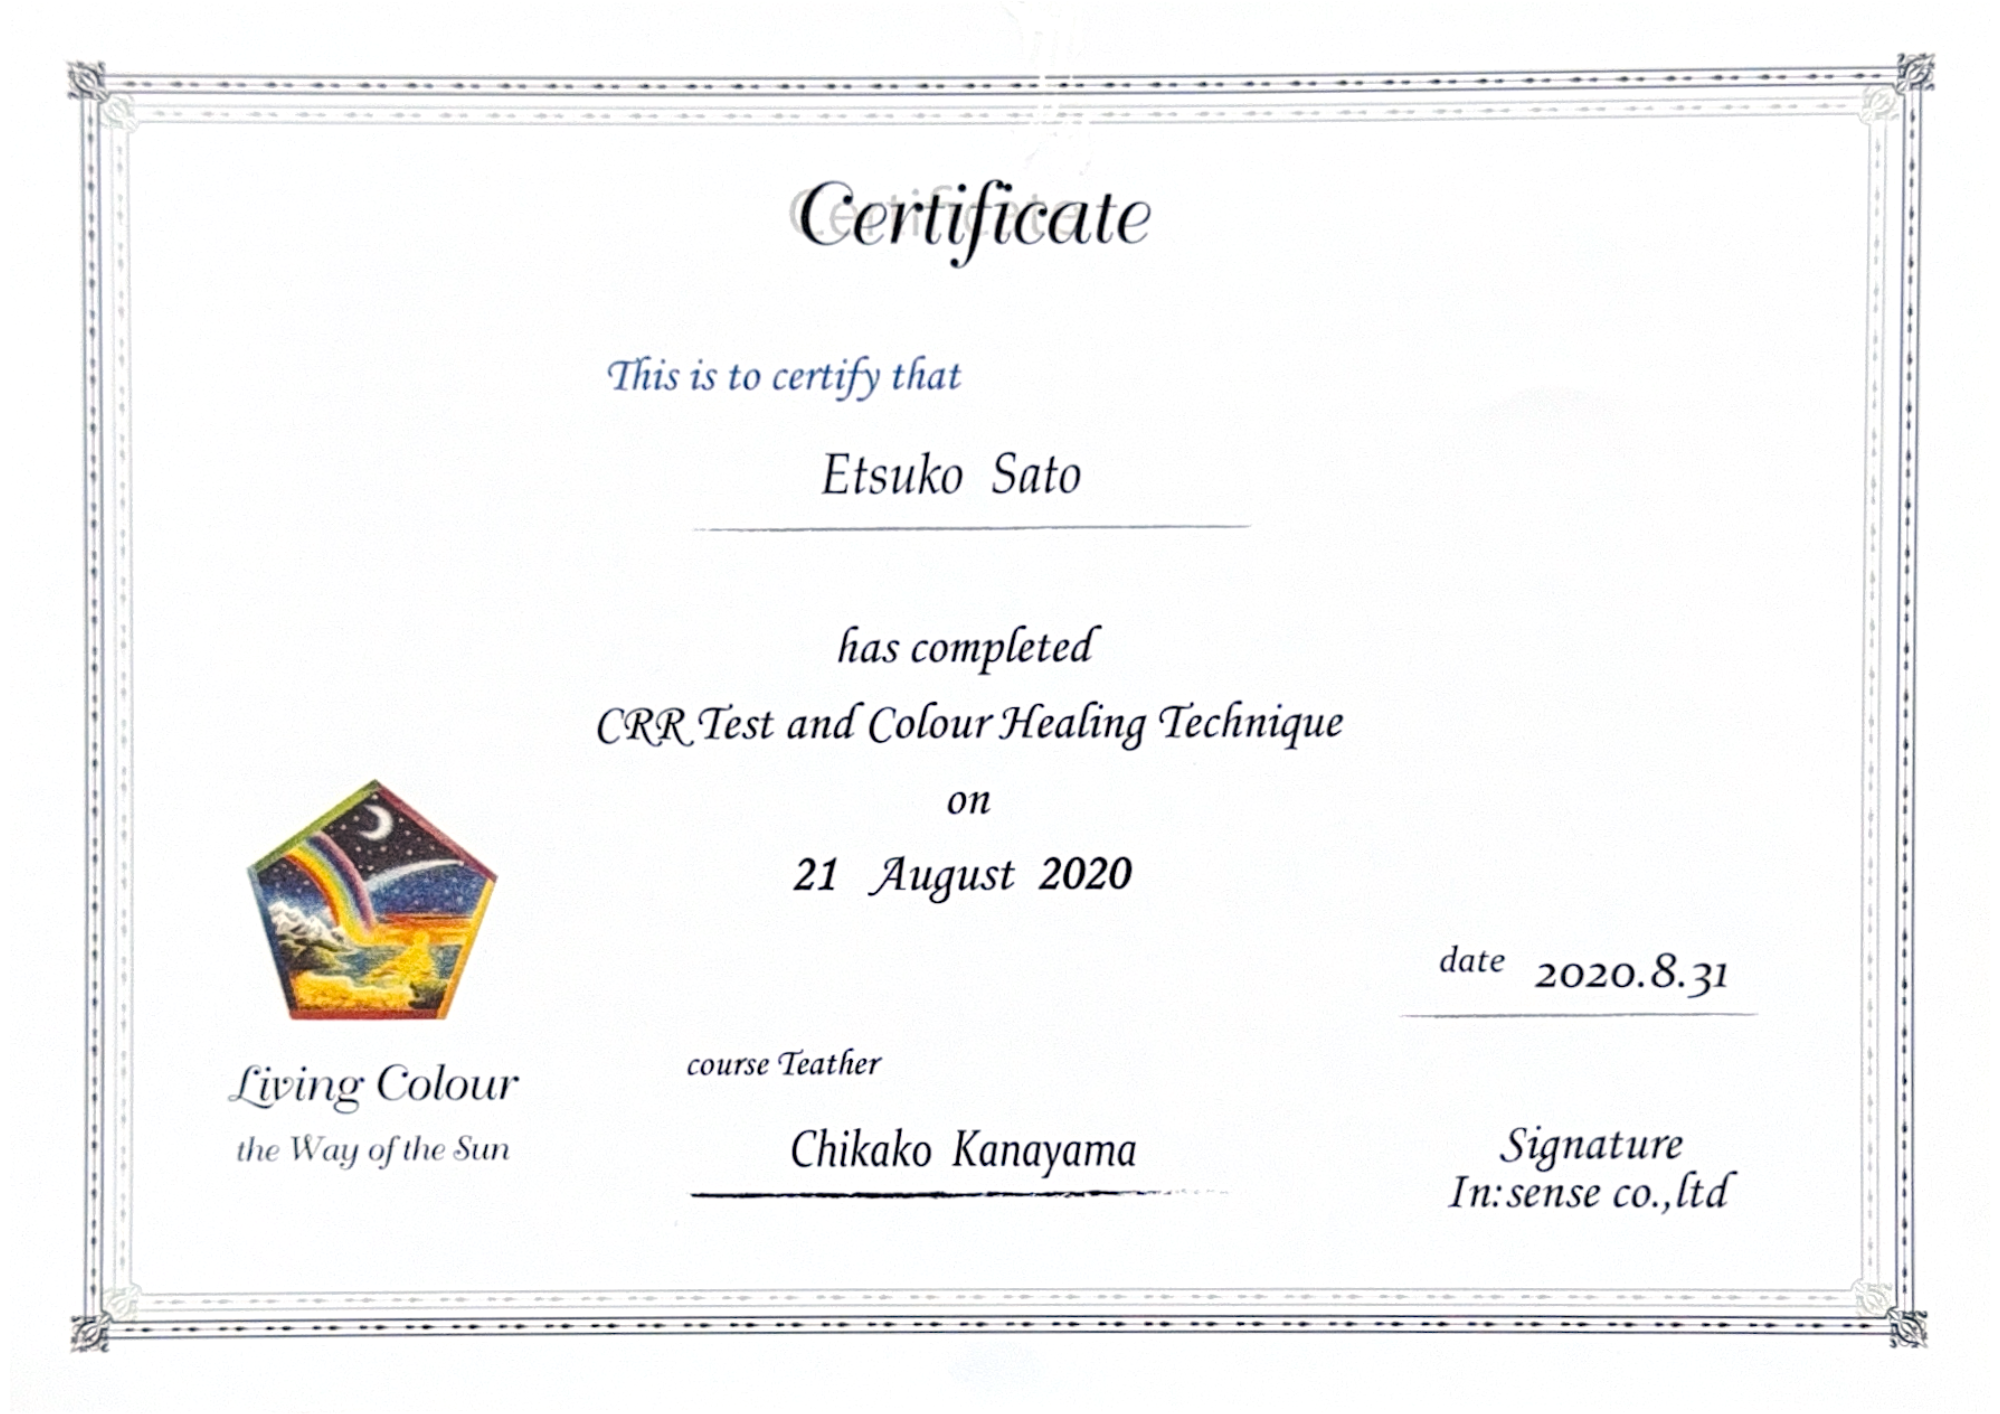 Certificate
This is to certify that
Etsuko Sato
has completed
CRR Test and Colour Healing Technique
on
21 August 2020
date 2020.8.31
course Teather
Living Colour
the Way of the Sun
Chikako Kanayama
Signature
In:sense co.,ltd